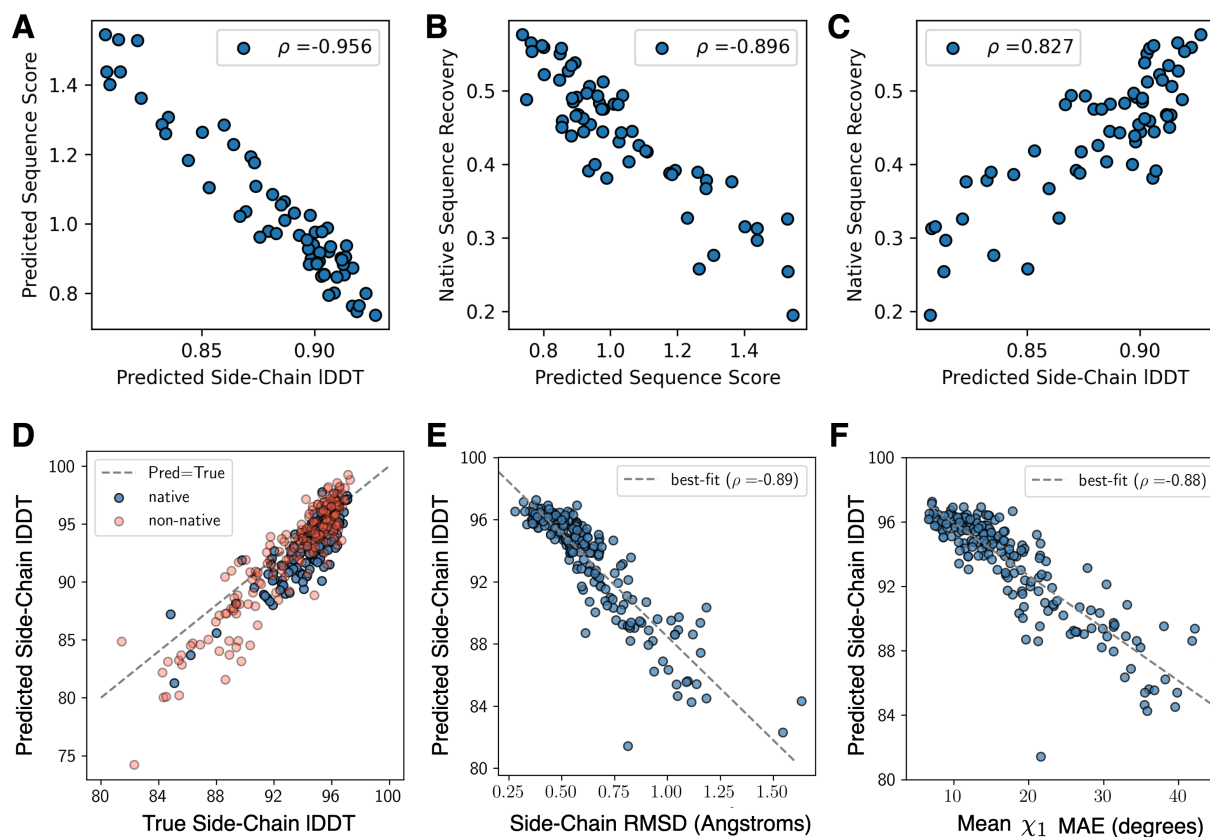 A
ρ =-0.956
Predicted Sequence Score
1.4
1.2
1.0
0.8
0.85
0.90
Predicted Side-Chain lDDT
B
ρ =-0.896
Native Sequence Recovery
0.5
0.4
0.3
0.2
0.8
1.0
1.2
1.4
Predicted Sequence Score
C
ρ =0.827
Native Sequence Recovery
0.5
0.4
0.3
0.2
0.85
0.90
Predicted Side-Chain lDDT
D
Pred=True
native
non-native
Predicted Side-Chain lDDT
100
95
90
85
80
75
80
84
88
92
96
100
True Side-Chain lDDT
E
best-fit (ρ =-0.89)
Predicted Side-Chain lDDT
100
96
92
88
84
80
0.25
0.50
0.75
1.00
1.25
1.50
Side-Chain RMSD (Angstroms)
F
best-fit (ρ =-0.88)
Predicted Side-Chain lDDT
100
96
92
88
84
80
10
20
30
40
Mean χ1 MAE (degrees)